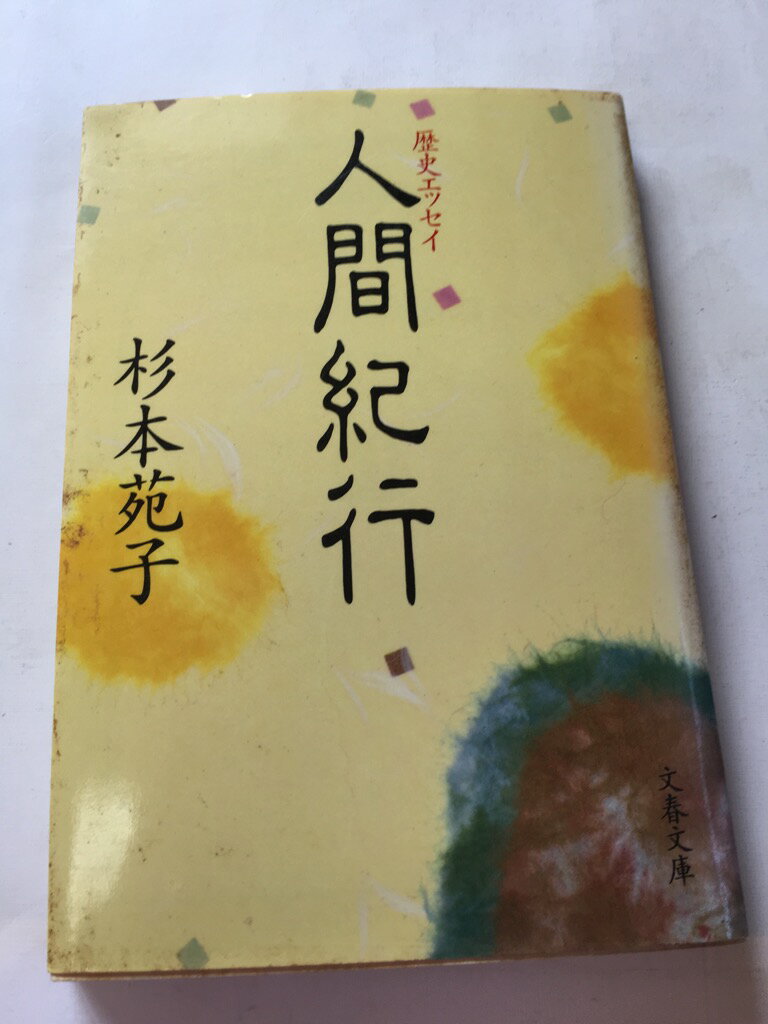 歴史エッセイ
人間紀行
杉本苑子
文春文庫